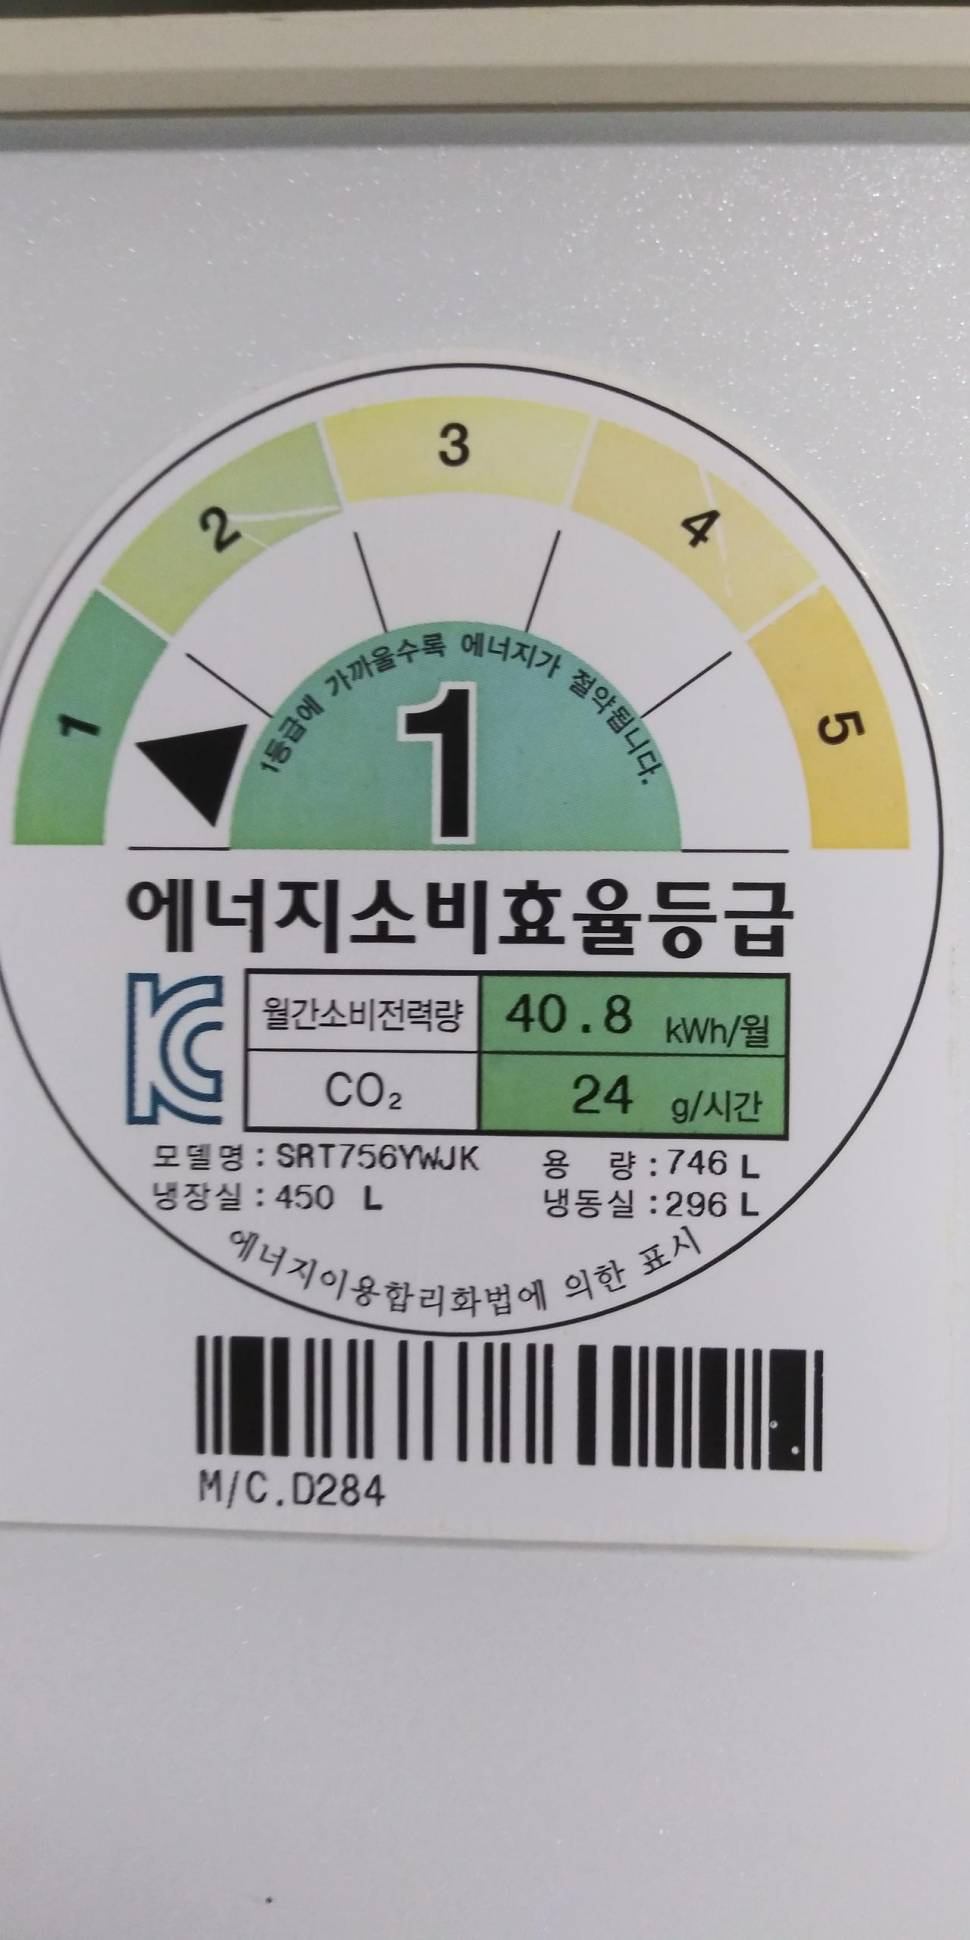 1
2
3
4
5
1등급에 가까울수록 에너지가 절약됩니다.
1
에너지소비효율등급
월간소비전력량 40.8 kWh/월
CO₂ 24 g/시간
모델명 : SRT756YWJK 용 량 : 746 L
냉장실 : 450 L 냉동실 : 296 L
에너지이용합리화법에 의한 표시
M/C.D284